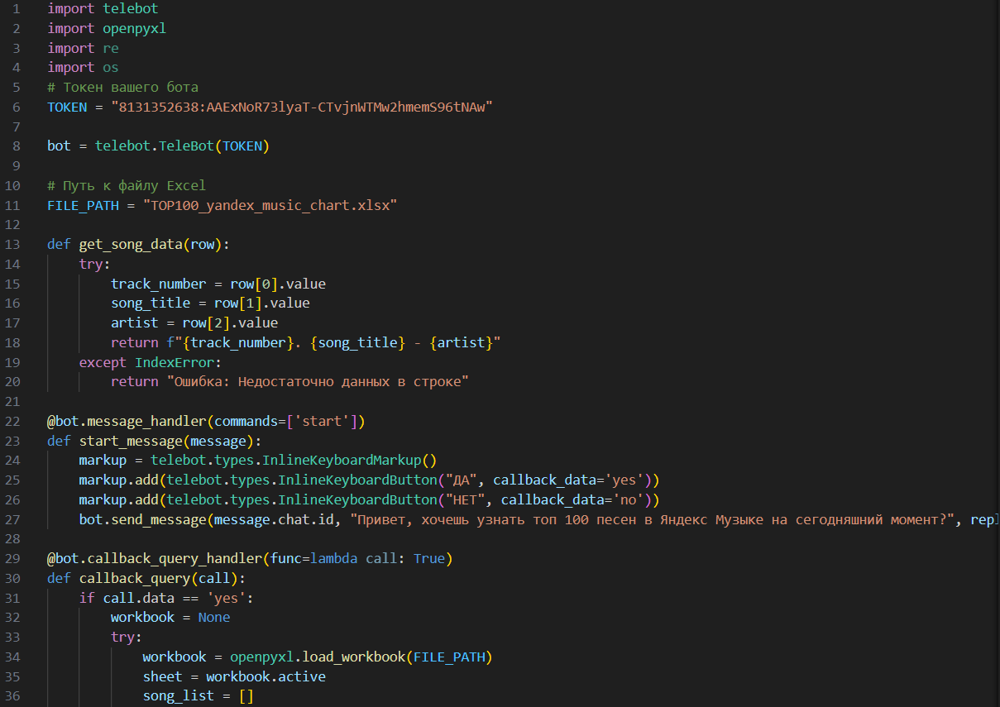 1 import telebot
2 import openpyxl
3 import re
4 import os
5 # Токен вашего бота
6 TOKEN = "8131352638:AAExNoR73lyaT-CTvjnWTMw2hmemS96tNAw"
7
8 bot = telebot.TeleBot(TOKEN)
9
10 # Путь к файлу Excel
11 FILE_PATH = "TOP100_yandex_music_chart.xlsx"
12
13 def get_song_data(row):
14     try:
15         track_number = row[0].value
16         song_title = row[1].value
17         artist = row[2].value
18         return f"{track_number}. {song_title} - {artist}"
19     except IndexError:
20         return "Ошибка: Недостаточно данных в строке"
21
22 @bot.message_handler(commands=['start'])
23 def start_message(message):
24     markup = telebot.types.InlineKeyboardMarkup()
25     markup.add(telebot.types.InlineKeyboardButton("ДА", callback_data='yes'))
26     markup.add(telebot.types.InlineKeyboardButton("НЕТ", callback_data='no'))
27     bot.send_message(message.chat.id, "Привет, хочешь узнать топ 100 песен в Яндекс Музыке на сегодняшний момент?", repl
28
29 @bot.callback_query_handler(func=lambda call: True)
30 def callback_query(call):
31     if call.data == 'yes':
32         workbook = None
33         try:
34             workbook = openpyxl.load_workbook(FILE_PATH)
35             sheet = workbook.active
36             song_list = []